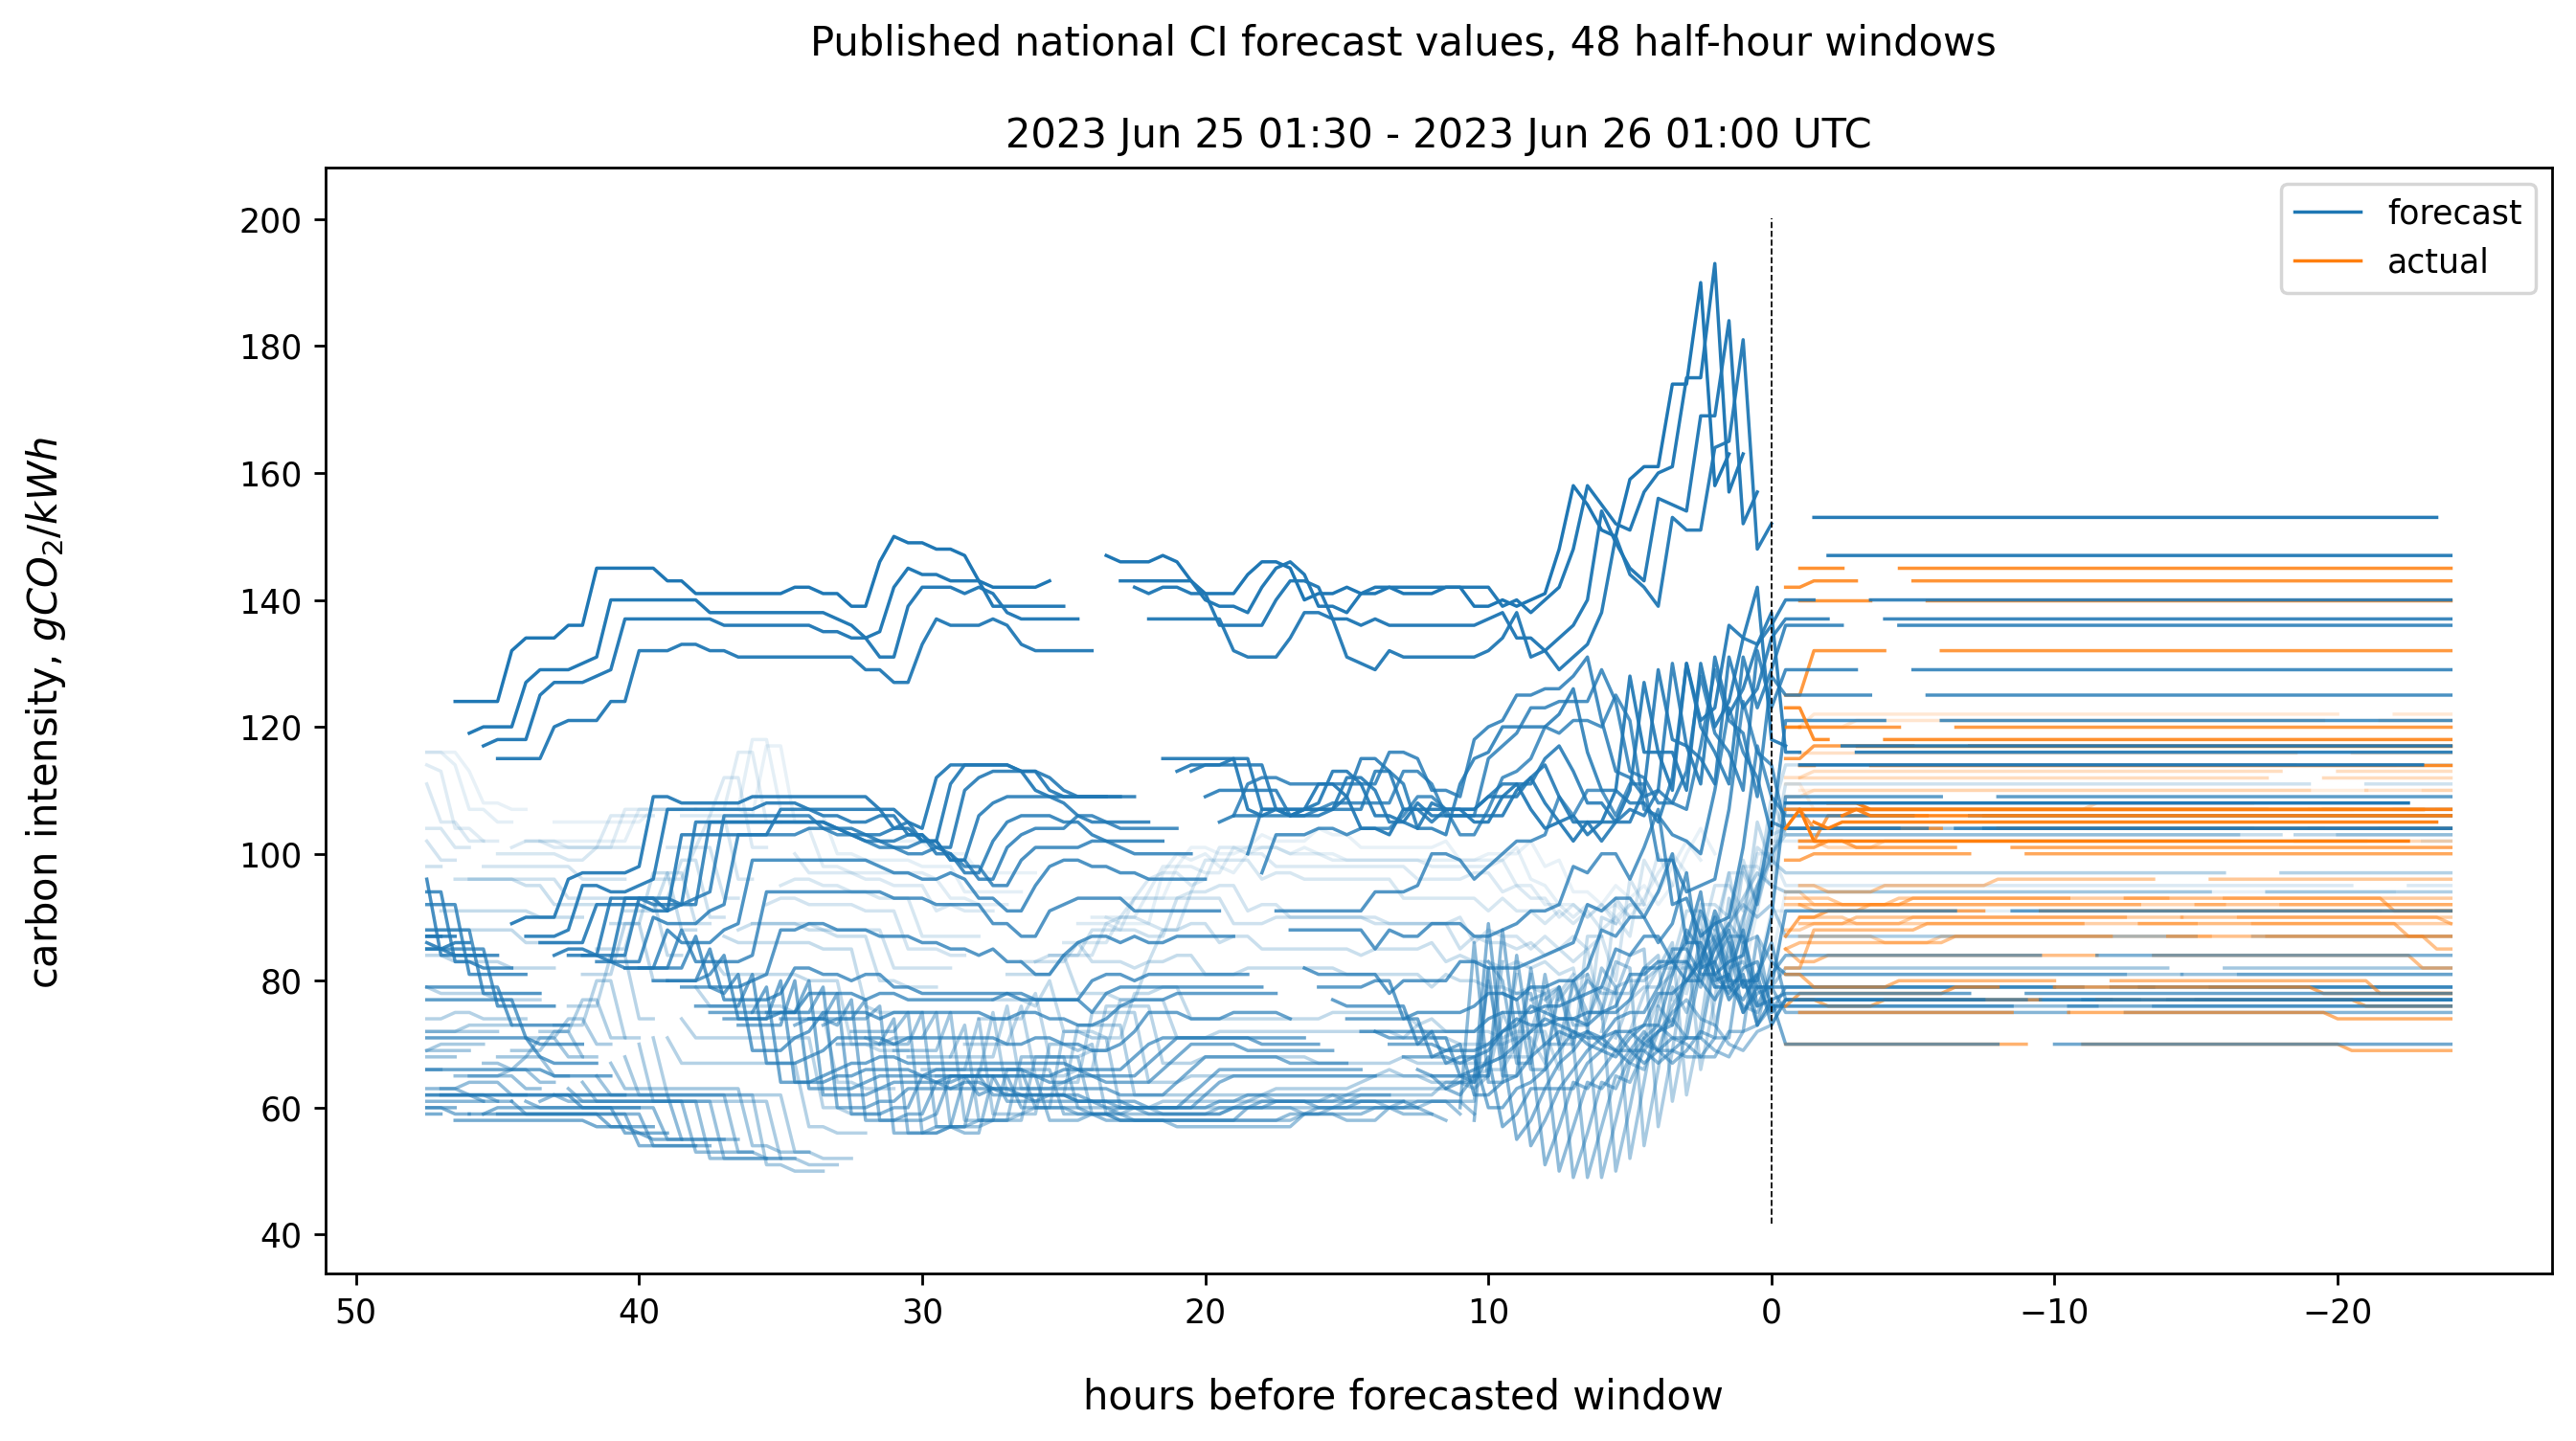 Published national CI forecast values, 48 half-hour windows
2023 Jun 25 01:30 - 2023 Jun 26 01:00 UTC
forecast
actual
carbon intensity, gCO₂/kWh
200
180
160
140
120
100
80
60
40
50
40
30
20
10
0
−10
−20
hours before forecasted window